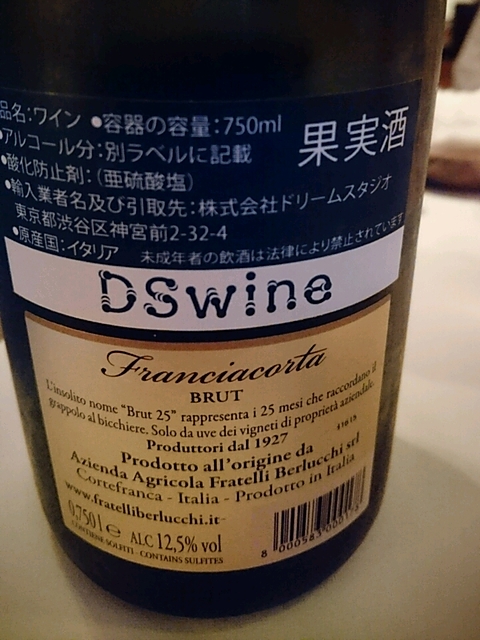 品名:ワイン ●容器の容量:750ml
果実酒
●アルコール分:別ラベルに記載
●酸化防止剤:(亜硫酸塩)
●輸入業者名及び引取先:株式会社ドリームスタジオ
東京都渋谷区神宮前2-32-4
●原産国:イタリア 未成年者の飲酒は法律により禁止されています
DSwine
Franciacorta
BRUT
L'insolito nome "Brut 25" rappresenta i 25 mesi che raccordano il
grappolo al bicchiere. Solo da uve dei vigneti di proprietà aziendale.
Produttori dal 1927
Prodotto all'origine da
Azienda Agricola Fratelli Berlucchi srl
Cortefranca - Italia - Prodotto in Italia
www.fratelliberlucchi.it
0,750 l e ALC 12,5% vol
CONTIENE SOLFITI - CONTAINS SULFITES